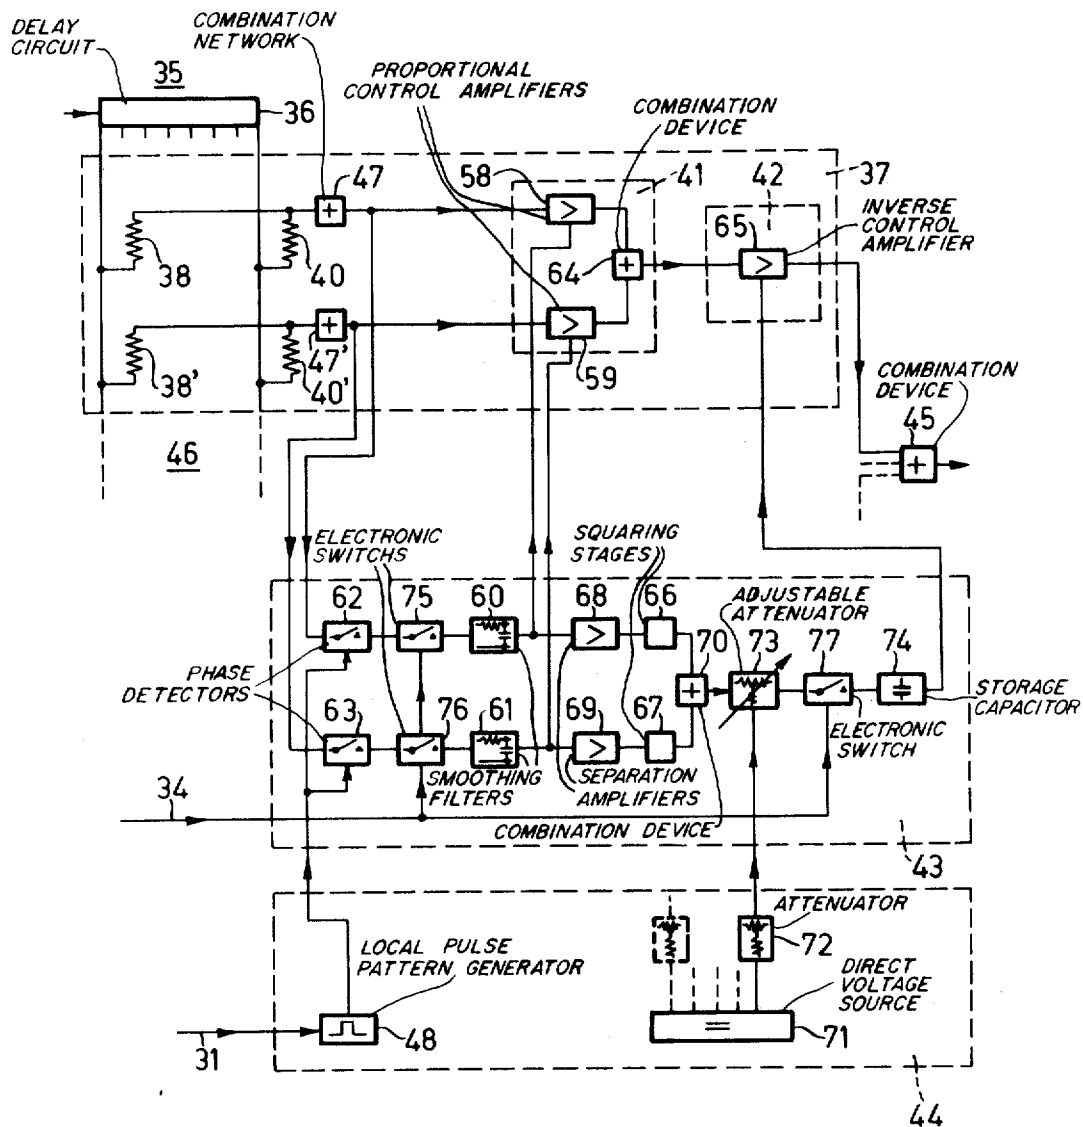 DELAY
CIRCUIT
COMBINATION
NETWORK
35
36
PROPORTIONAL
CONTROL AMPLIFIERS
COMBINATION
DEVICE
47
58
41
42
37
INVERSE
CONTROL
AMPLIFIER
65
38
40
64
47'
38'
40'
59
COMBINATION
DEVICE
45
46
ELECTRONIC
SWITCHS
SQUARING
STAGES
ADJUSTABLE
ATTENUATOR
62
75
60
68
66
70
73
77
74
PHASE
DETECTORS
STORAGE
CAPACITOR
63
76
61
69
67
ELECTRONIC
SWITCH
SMOOTHING
FILTERS
SEPARATION
AMPLIFIERS
34
COMBINATION DEVICE
43
ATTENUATOR
72
LOCAL PULSE
PATTERN GENERATOR
DIRECT
VOLTAGE
SOURCE
31
48
71
44